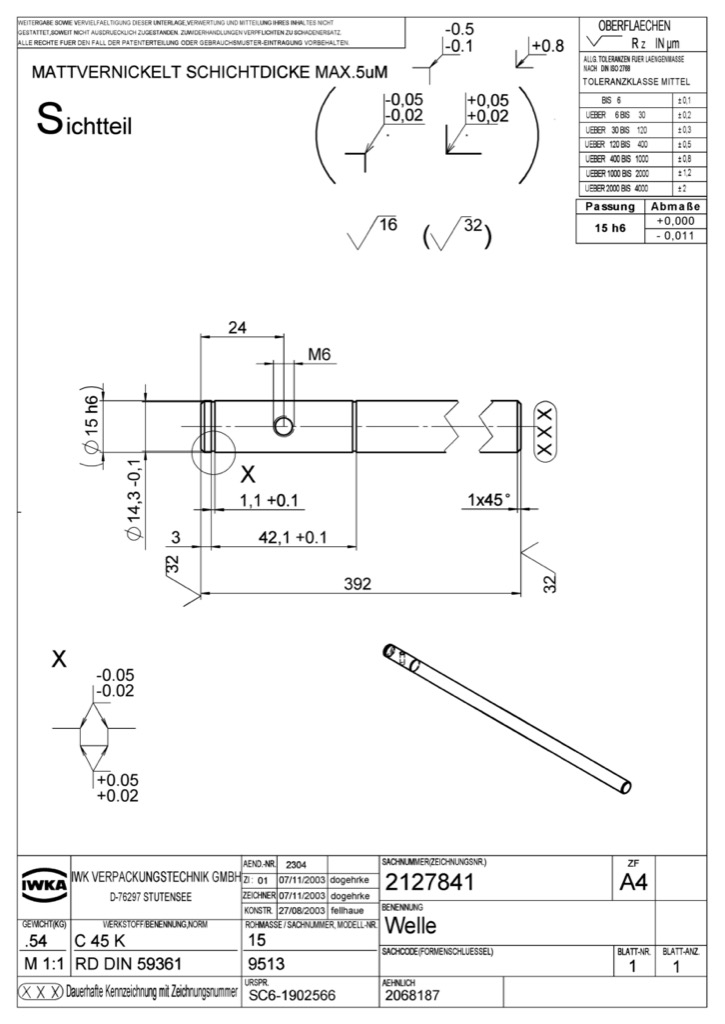 WEITERGABE SOWIE VERVIELFAELTIGUNG DIESER UNTERLAGE,VERWERTUNG UND MITTEILUNG IHRES INHALTES NICHT
GESTATTET,SOWEIT NICHT AUSDRUECKLICH ZUGESTANDEN. ZUWIDERHANDLUNGEN VERPFLICHTEN ZU SCHADENERSATZ.
ALLE RECHTE FUER DEN FALL DER PATENTERTEILUNG ODER GEBRAUCHSMUSTER-EINTRAGUNG VORBEHALTEN.
MATTVERNICKELT SCHICHTDICKE MAX.5uM
Sichtteil
-0.5
-0.1
+0.8
-0,05
-0,02
+0,05
+0,02
16
( 32 )
OBERFLAECHEN
Rz IN µm
ALLG. TOLERANZEN FUER LAENGENMASSE
NACH DIN ISO 2768
TOLERANZKLASSE MITTEL
BIS 6 ±0,1
UEBER 6 BIS 30 ±0,2
UEBER 30 BIS 120 ±0,3
UEBER 120 BIS 400 ±0,5
UEBER 400 BIS 1000 ±0,8
UEBER 1000 BIS 2000 ±1,2
UEBER 2000 BIS 4000 ±2
Passung Abmaße
15 h6 +0,000
- 0,011
24
M6
(Ø 15 h6)
Ø 14,3 -0,1
X
X X X
1,1 +0.1
1x45°
3
42,1 +0.1
32
392
32
X
-0.05
-0.02
+0.05
+0.02
IWKA
IWK VERPACKUNGSTECHNIK GMBH
D-76297 STUTENSEE
AEND.-NR. 2304
ZI: 01 07/11/2003 dogehrke
ZEICHNER 07/11/2003 dogehrke
KONSTR. 27/08/2003 fellhaue
SACHNUMMER(ZEICHNUNGSNR.)
2127841
ZF
A4
BENENNUNG
Welle
GEWICHT(KG) WERKSTOFF/BENENNUNG,NORM ROHMASSE / SACHNUMMER, MODELL-NR.
.54 C 45 K 15
M 1:1 RD DIN 59361 9513
SACHCODE(FORMENSCHLUESSEL)
BLATT-NR. BLATT-ANZ.
1 1
X X X Dauerhafte Kennzeichnung mit Zeichnungsnummer
URSPR.
SC6-1902566
AEHNLICH
2068187